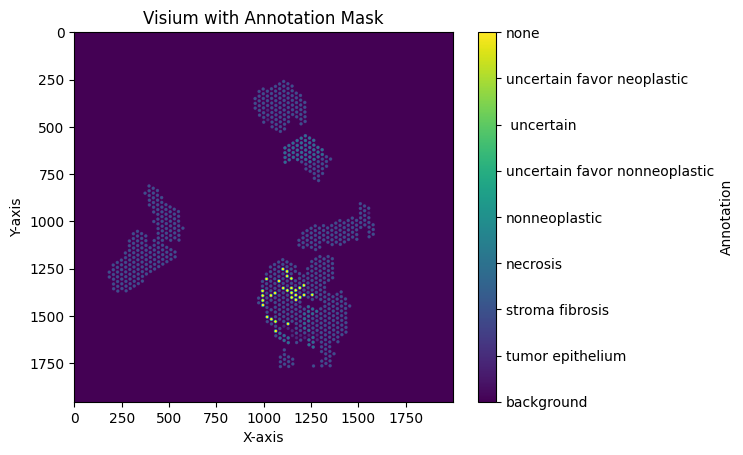 Visium with Annotation Mask
0
250
500
750
1000
1250
1500
1750
Y-axis
0
250
500
750
1000
1250
1500
1750
X-axis
none
uncertain favor neoplastic
uncertain
uncertain favor nonneoplastic
nonneoplastic
necrosis
stroma fibrosis
tumor epithelium
background
Annotation